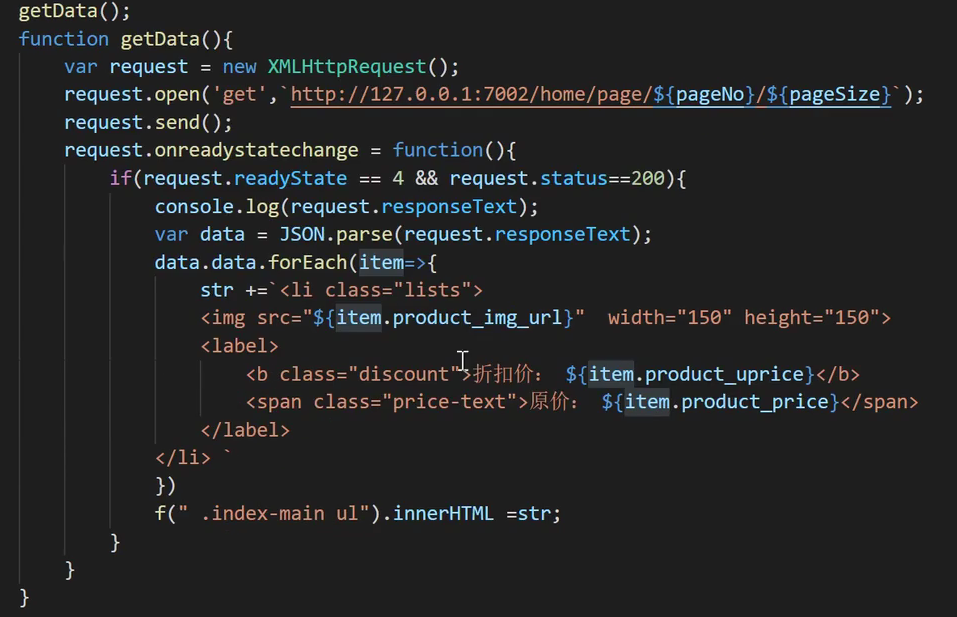 getData();
function getData(){
var request = new XMLHttpRequest();
request.open('get',`http://127.0.0.1:7002/home/page/${pageNo}/${pageSize}`);
request.send();
request.onreadystatechange = function(){
if(request.readyState == 4 && request.status==200){
console.log(request.responseText);
var data = JSON.parse(request.responseText);
data.data.forEach(item=>{
str +=`<li class="lists">
<img src="${item.product_img_url}"  width="150" height="150">
<label>
<b class="discount">折扣价： ${item.product_uprice}</b>
<span class="price-text">原价： ${item.product_price}</span>
</label>
</li> `
})
f(" .index-main ul").innerHTML =str;
}
}
}